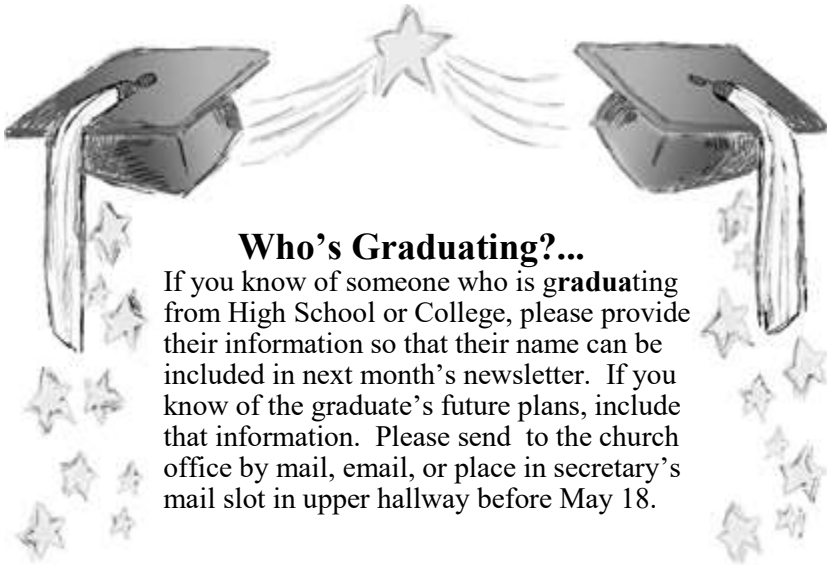 Who’s Graduating?...
If you know of someone who is graduating
from High School or College, please provide
their information so that their name can be
included in next month’s newsletter.  If you
know of the graduate’s future plans, include
that information.  Please send  to the church
office by mail, email, or place in secretary’s
mail slot in upper hallway before May 18.